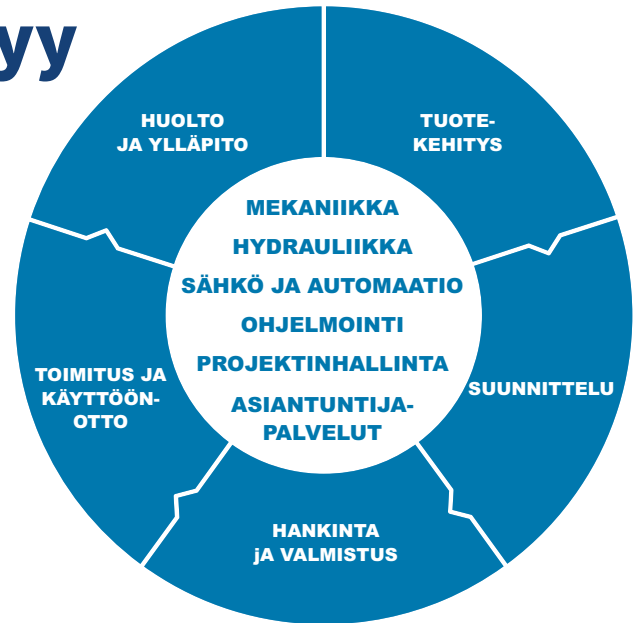 yy
HUOLTO
JA YLLÄPITO
TUOTE-
KEHITYS
MEKANIIKKA
HYDRAULIIKKA
SÄHKÖ JA AUTOMAATIO
OHJELMOINTI
PROJEKTINHALLINTA
ASIANTUNTIJA-
PALVELUT
TOIMITUS JA
KÄYTTÖÖN-
OTTO
SUUNNITTELU
HANKINTA
jA VALMISTUS